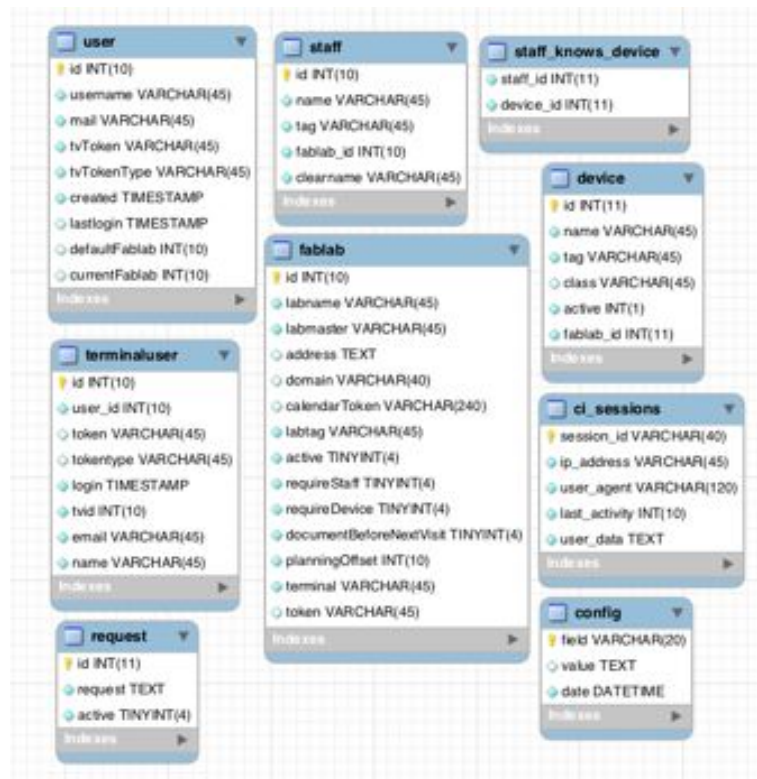 user
id INT(10)
username VARCHAR(45)
mail VARCHAR(45)
tvToken VARCHAR(45)
tvTokenType VARCHAR(45)
created TIMESTAMP
lastlogin TIMESTAMP
defaultFablab INT(10)
currentFablab INT(10)
Indexes
staff
id INT(10)
name VARCHAR(45)
tag VARCHAR(45)
fablab_id INT(10)
clearname VARCHAR(45)
Indexes
staff_knows_device
staff_id INT(11)
device_id INT(11)
Indexes
device
id INT(11)
name VARCHAR(45)
tag VARCHAR(45)
class VARCHAR(45)
active INT(1)
fablab_id INT(11)
Indexes
fablab
id INT(10)
labname VARCHAR(45)
labmaster VARCHAR(45)
address TEXT
domain VARCHAR(40)
calendarToken VARCHAR(240)
labtag VARCHAR(45)
active TINYINT(4)
requireStaff TINYINT(4)
requireDevice TINYINT(4)
documentBeforeNextVisit TINYINT(4)
planningOffset INT(10)
terminal VARCHAR(45)
token VARCHAR(45)
Indexes
terminaluser
id INT(10)
user_id INT(10)
token VARCHAR(45)
tokentype VARCHAR(45)
login TIMESTAMP
tvid INT(10)
email VARCHAR(45)
name VARCHAR(45)
Indexes
ci_sessions
session_id VARCHAR(40)
ip_address VARCHAR(45)
user_agent VARCHAR(120)
last_activity INT(10)
user_data TEXT
Indexes
request
id INT(11)
request TEXT
active TINYINT(4)
Indexes
config
field VARCHAR(20)
value TEXT
date DATETIME
Indexes